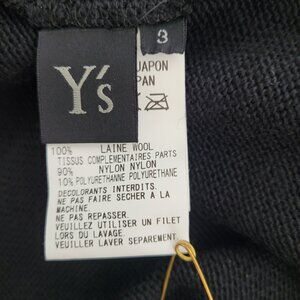 3
Y's
JAPON
PAN
100% LAINE WOOL
TISSUS COMPLEMENTAIRES PARTS
90% NYLON NYLON
10% POLYURETHANNE POLYURETHANE
DECOLORANTS INTERDITS.
NE PAS FAIRE SECHER A LA
MACHINE.
NE PAS REPASSER.
VEUILLEZ UTILISER UN FILET
LORS DU LAVAGE.
VEUILLER LAVER SEPAREMENT.